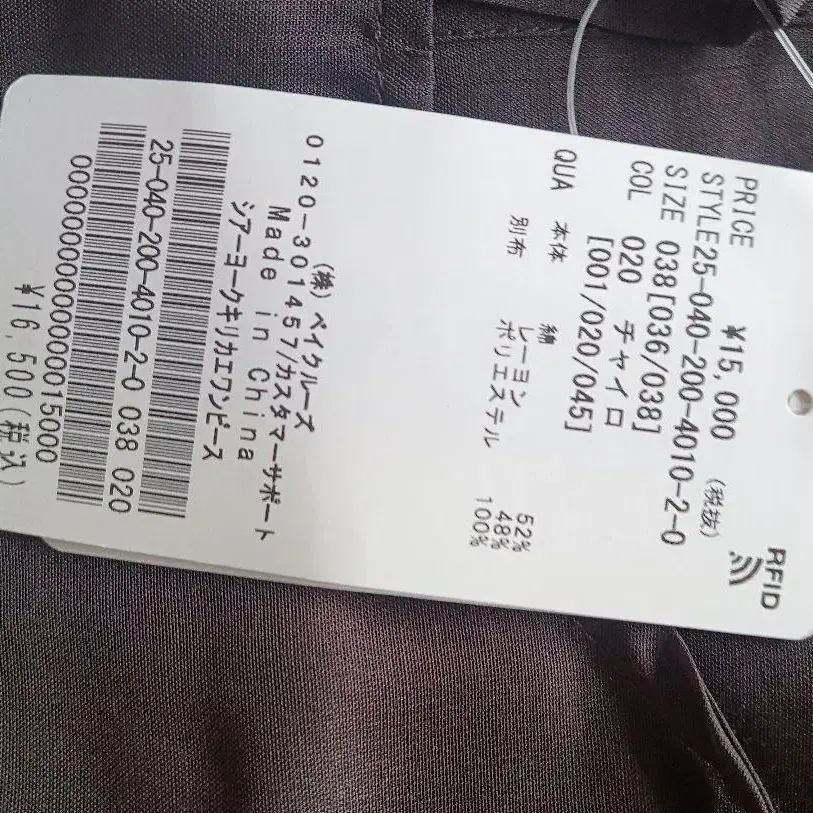 RFID
PRICE ¥15,000 (税抜)
STYLE25-040-200-4010-2-0
SIZE 038[036/038]
COL 020 チャイロ
[001/020/045]
QUA 本体 綿 52%
レーヨン 48%
別布 ポリエステル 100%
(株)ベイクルーズ
0120-301457/カスタマーサポート
Made in China
シアーヨークキリカエワンピース
25-040-200-4010-2-0 038 020
0000000000000000015000
¥16,500(税込)